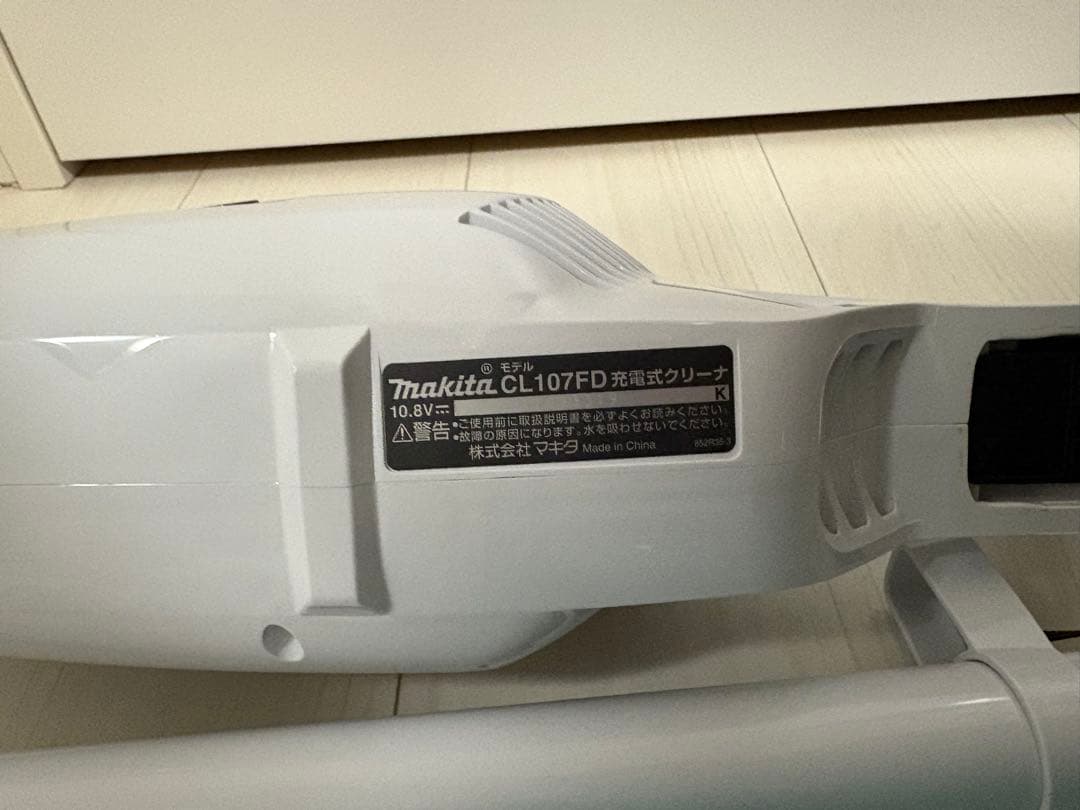 makita® モデル CL107FD 充電式クリーナ
10.8V⎓ K
⚠警告 •ご使用前に取扱説明書を必ずよくお読みください。
•故障の原因になります。水を吸わせないでください。
株式会社 マキタ Made in China 852R38-3